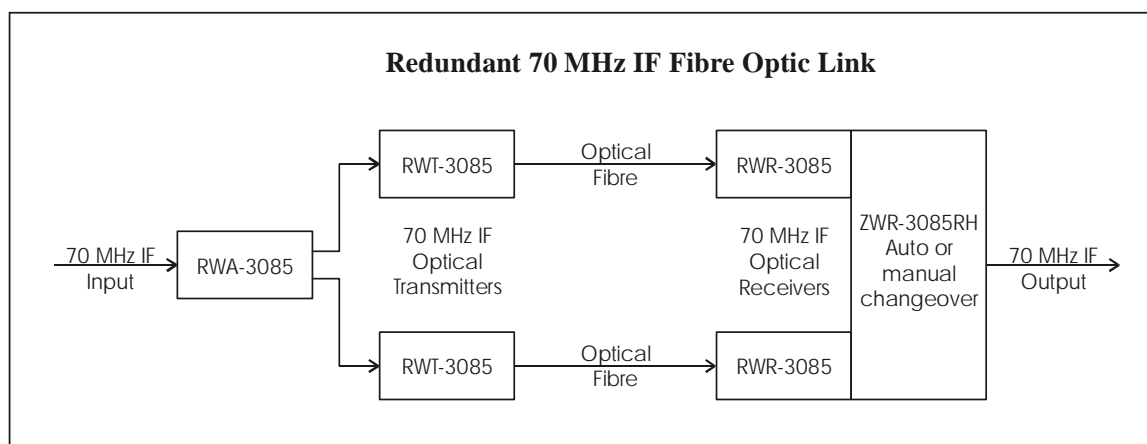 Redundant 70 MHz IF Fibre Optic Link
RWT-3085
Optical
Fibre
RWR-3085
70 MHz IF
Input
RWA-3085
70 MHz IF
Optical
Transmitters
70 MHz IF
Optical
Receivers
ZWR-3085RH
Auto or
manual
changeover
70 MHz IF
Output
RWT-3085
Optical
Fibre
RWR-3085